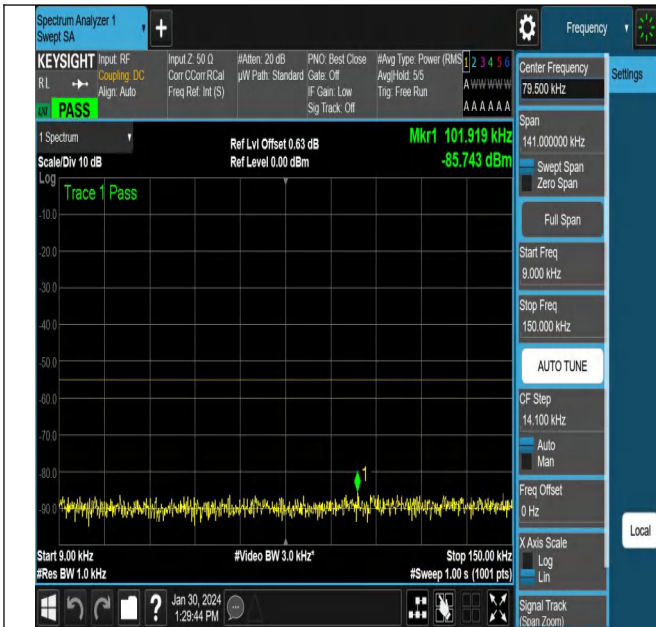 Spectrum Analyzer 1
Swept SA
+
Frequency
KEYSIGHT
RL
PASS
Input: RF
Coupling: DC
Align: Auto
Input Z: 50 Ω
Corr CCorr RCal
Freq Ref: Int (S)
#Atten: 20 dB
µW Path: Standard
PNO: Best Close
Gate: Off
IF Gain: Low
Sig Track: Off
#Avg Type: Power (RMS
Avg|Hold: 5/5
Trig: Free Run
1 2 3 4 5 6
A W W W W W
A A A A A A
1 Spectrum
Scale/Div 10 dB
Ref Lvl Offset 0.63 dB
Ref Level 0.00 dBm
Mkr1 101.919 kHz
-85.743 dBm
Log
Trace 1 Pass
-10.0
-20.0
-30.0
-40.0
-50.0
-60.0
-70.0
-80.0
-90.0
1
Start 9.00 kHz
#Video BW 3.0 kHz*
Stop 150.00 kHz
#Res BW 1.0 kHz
#Sweep 1.00 s (1001 pts)
?
Jan 30, 2024
1:29:44 PM
Center Frequency
79.500 kHz
Settings
Span
141.000000 kHz
Swept Span
Zero Span
Full Span
Start Freq
9.000 kHz
Stop Freq
150.000 kHz
AUTO TUNE
CF Step
14.100 kHz
Auto
Man
Freq Offset
0 Hz
Local
X Axis Scale
Log
Lin
Signal Track
(Span Zoom)